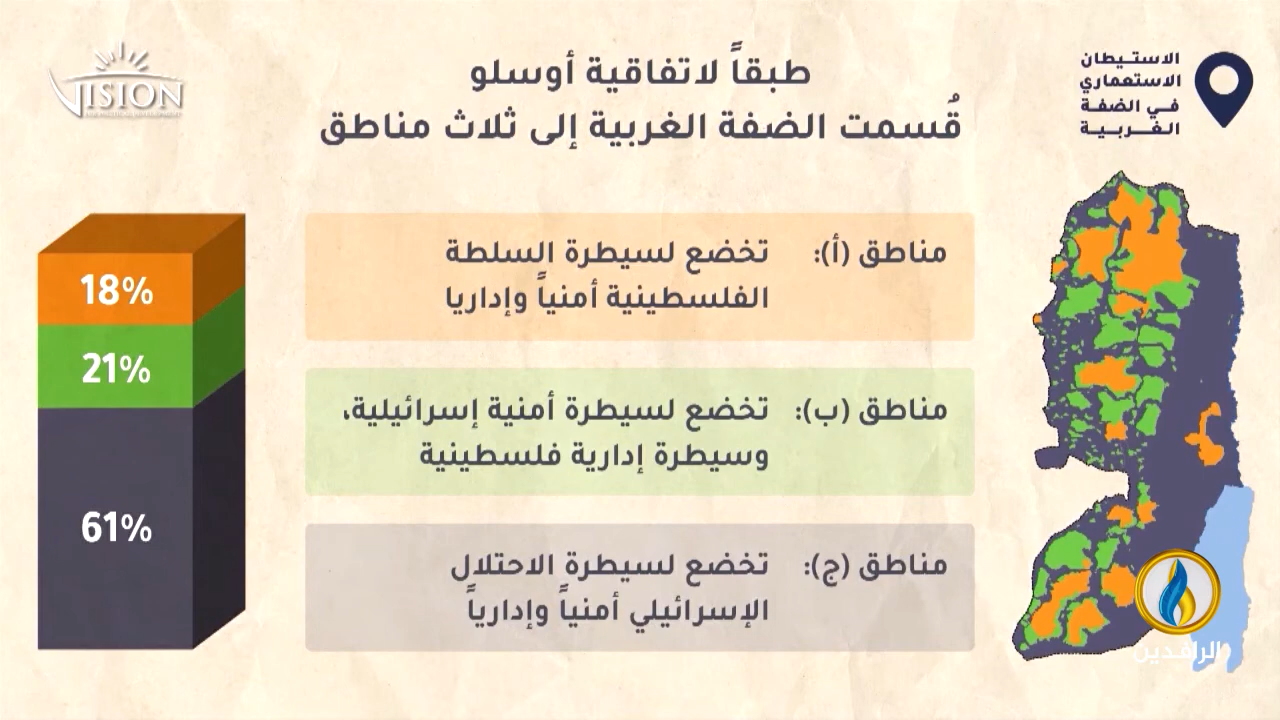 الاستيطان
الاستعماري
في الضفة
الغربية
طبقاً لاتفاقية أوسلو
قُسمت الضفة الغربية إلى ثلاث مناطق
VISION
مناطق (أ): تخضع لسيطرة السلطة
الفلسطينية أمنياً وإداريا
مناطق (ب): تخضع لسيطرة أمنية إسرائيلية،
وسيطرة إدارية فلسطينية
مناطق (ج): تخضع لسيطرة الاحتلال
الإسرائيلي أمنياً وإدارياً
18%
21%
61%
الرافدين